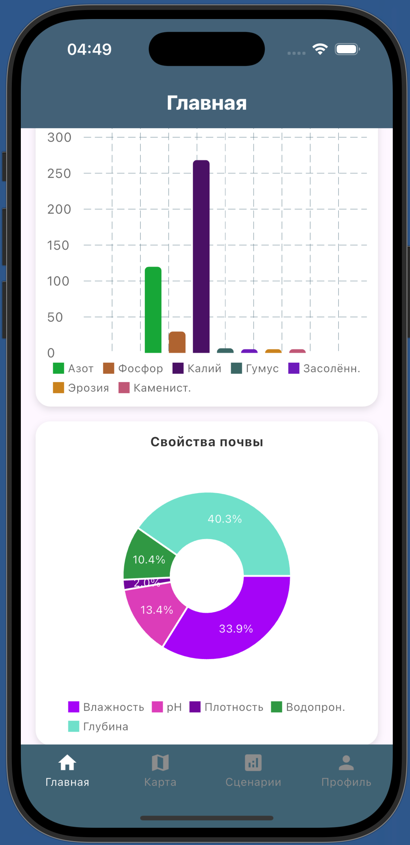 04:49
Главная
300
250
200
150
100
50
0
Азот Фосфор Калий Гумус Засолённ.
Эрозия Каменист.
Свойства почвы
40.3%
10.4%
2.0%
13.4%
33.9%
Влажность pH Плотность Водопрон.
Глубина
Главная Карта Сценарии Профиль